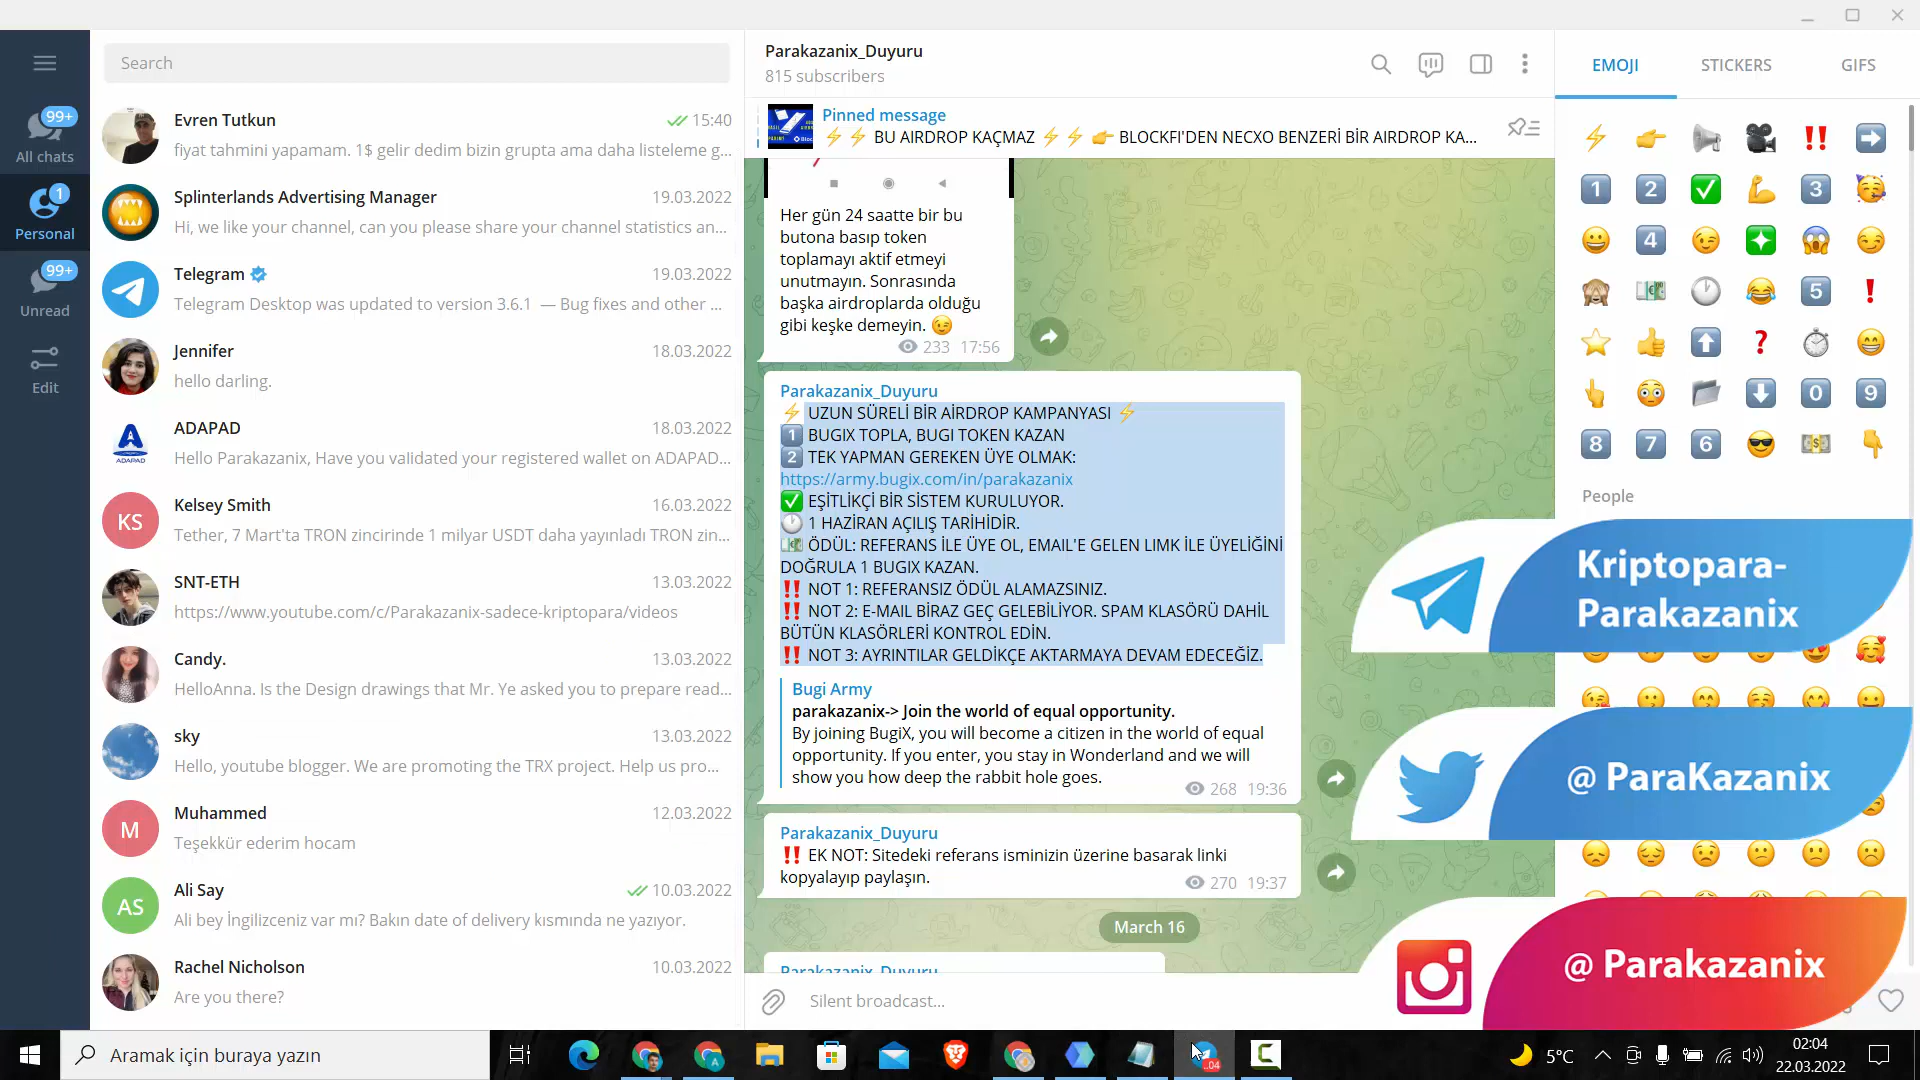 Search
99+
All chats
1
Personal
99+
Unread
Edit
Evren Tutkun
15:40
fiyat tahmini yapamam. 1$ gelir dedim bizin grupta ama daha listeleme g...
Splinterlands Advertising Manager
19.03.2022
Hi, we like your channel, can you please share your channel statistics an...
Telegram
19.03.2022
Telegram Desktop was updated to version 3.6.1 — Bug fixes and other ...
Jennifer
18.03.2022
hello darling.
ADAPAD
ADAPAD
18.03.2022
Hello Parakazanix, Have you validated your registered wallet on ADAPAD...
KS
Kelsey Smith
16.03.2022
Tether, 7 Mart'ta TRON zincirinde 1 milyar USDT daha yayınladı TRON zin...
SNT-ETH
13.03.2022
https://www.youtube.com/c/Parakazanix-sadece-kriptopara/videos
Candy.
13.03.2022
HelloAnna. Is the Design drawings that Mr. Ye asked you to prepare read...
sky
13.03.2022
Hello, youtube blogger. We are promoting the TRX project. Help us pro...
M
Muhammed
12.03.2022
Teşekkür ederim hocam
AS
Ali Say
10.03.2022
Ali bey İngilizceniz var mı? Bakın date of delivery kısmında ne yazıyor.
Rachel Nicholson
10.03.2022
Are you there?
Parakazanix_Duyuru
815 subscribers
Pinned message
⚡ ⚡ BU AIRDROP KAÇMAZ ⚡ ⚡ 👉 BLOCKFI'DEN NECXO BENZERİ BİR AIRDROP KA...
Her gün 24 saatte bir bu
butona basıp token
toplamayı aktif etmeyi
unutmayın. Sonrasında
başka airdroplarda olduğu
gibi keşke demeyin. 😉
233 17:56
Parakazanix_Duyuru
⚡ UZUN SÜRELİ BİR AİRDROP KAMPANYASI ⚡
1️⃣ BUGIX TOPLA, BUGI TOKEN KAZAN
2️⃣ TEK YAPMAN GEREKEN ÜYE OLMAK:
https://army.bugix.com/in/parakazanix
✅ EŞİTLİKÇİ BİR SİSTEM KURULUYOR.
🕐 1 HAZİRAN AÇILIŞ TARİHİDİR.
💵 ÖDÜL: REFERANS İLE ÜYE OL, EMAIL'E GELEN LIMK İLE ÜYELİĞİNİ
DOĞRULA 1 BUGIX KAZAN.
‼️ NOT 1: REFERANSIZ ÖDÜL ALAMAZSINIZ.
‼️ NOT 2: E-MAIL BİRAZ GEÇ GELEBİLİYOR. SPAM KLASÖRÜ DAHİL
BÜTÜN KLASÖRLERİ KONTROL EDİN.
‼️ NOT 3: AYRINTILAR GELDİKÇE AKTARMAYA DEVAM EDECEĞİZ.
Bugi Army
parakazanix-> Join the world of equal opportunity.
By joining BugiX, you will become a citizen in the world of equal
opportunity. If you enter, you stay in Wonderland and we will
show you how deep the rabbit hole goes.
268 19:36
Parakazanix_Duyuru
‼️ EK NOT: Sitedeki referans isminizin üzerine basarak linki
kopyalayıp paylaşın.
270 19:37
March 16
Parakazanix_Duyuru
Silent broadcast...
EMOJI
STICKERS
GIFS
People
Kriptopara-
Parakazanix
@ ParaKazanix
@ Parakazanix
Aramak için buraya yazın
..04
5°C
02:04
22.03.2022